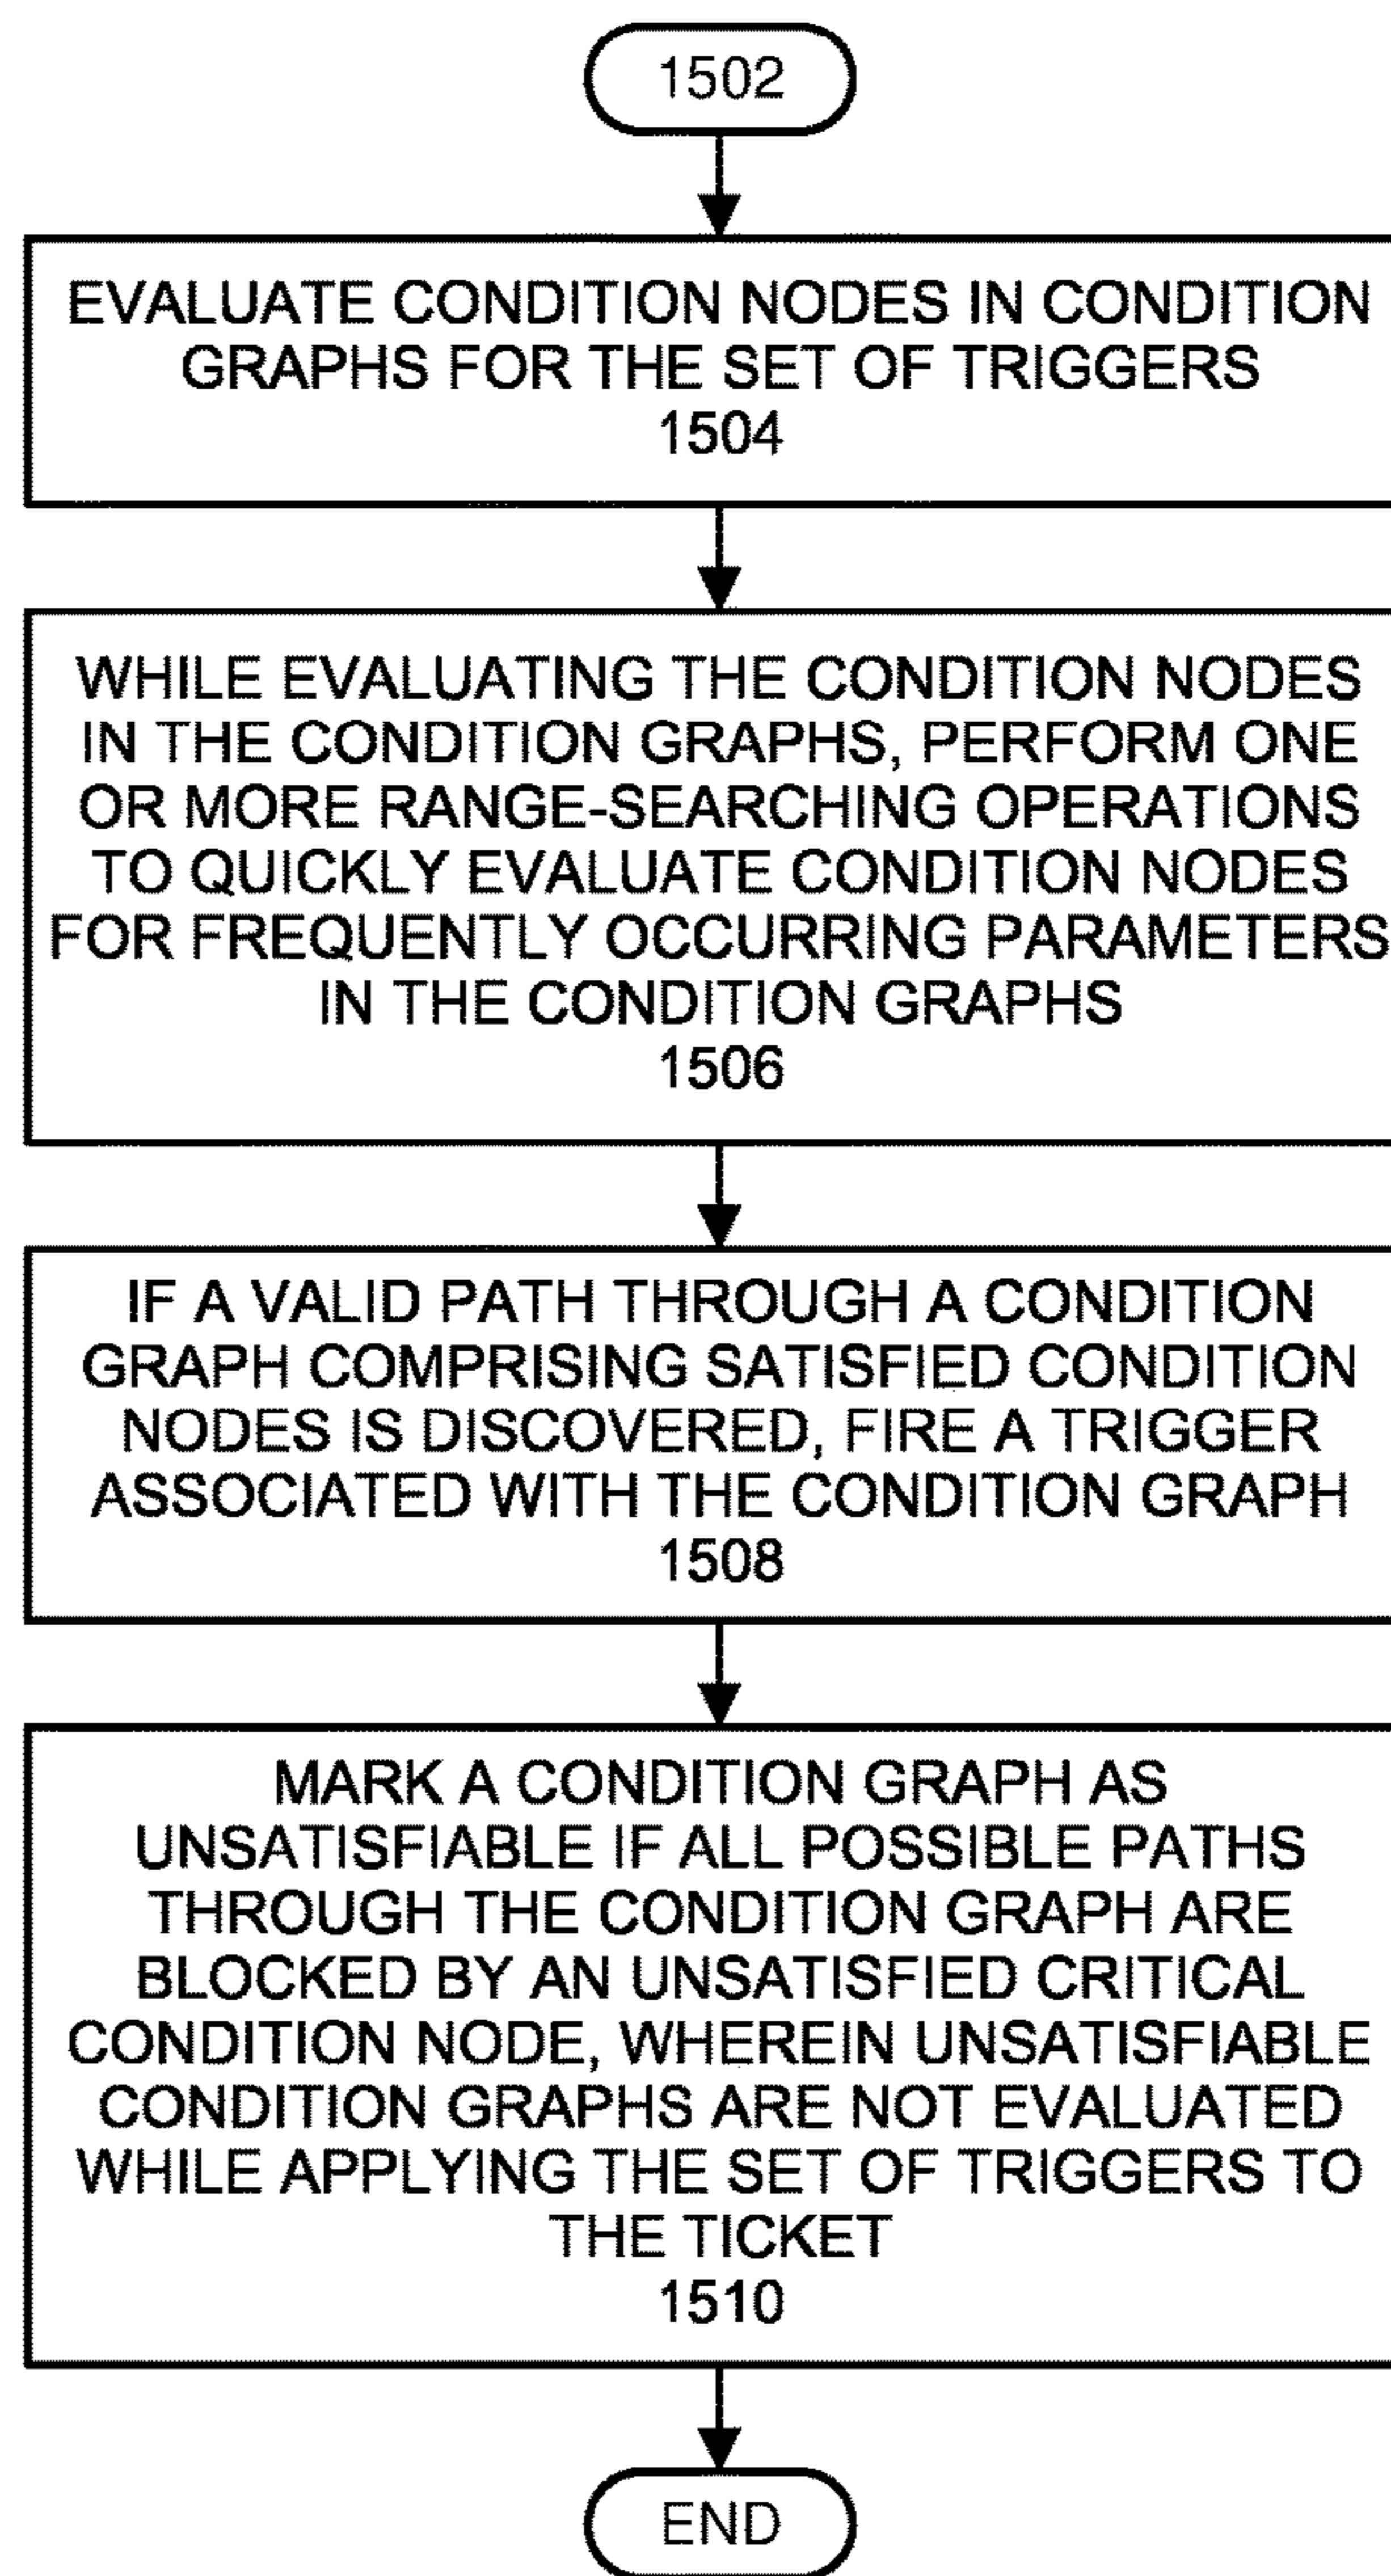 1502
EVALUATE CONDITION NODES IN CONDITION
GRAPHS FOR THE SET OF TRIGGERS
1504
WHILE EVALUATING THE CONDITION NODES
IN THE CONDITION GRAPHS, PERFORM ONE
OR MORE RANGE-SEARCHING OPERATIONS
TO QUICKLY EVALUATE CONDITION NODES
FOR FREQUENTLY OCCURRING PARAMETERS
IN THE CONDITION GRAPHS
1506
IF A VALID PATH THROUGH A CONDITION
GRAPH COMPRISING SATISFIED CONDITION
NODES IS DISCOVERED, FIRE A TRIGGER
ASSOCIATED WITH THE CONDITION GRAPH
1508
MARK A CONDITION GRAPH AS
UNSATISFIABLE IF ALL POSSIBLE PATHS
THROUGH THE CONDITION GRAPH ARE
BLOCKED BY AN UNSATISFIED CRITICAL
CONDITION NODE, WHEREIN UNSATISFIABLE
CONDITION GRAPHS ARE NOT EVALUATED
WHILE APPLYING THE SET OF TRIGGERS TO
THE TICKET
1510
END